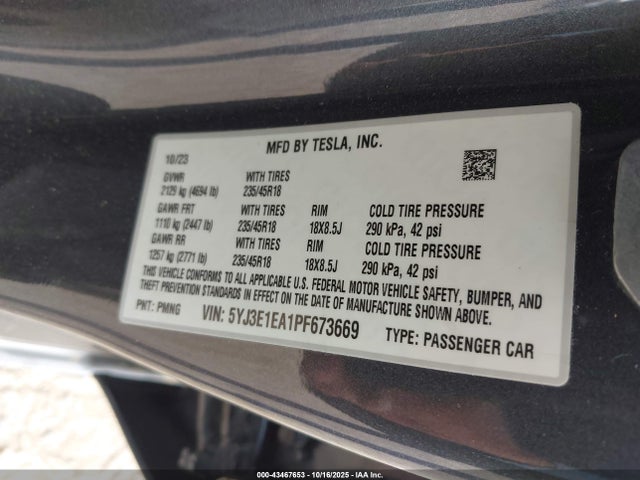 MFD BY TESLA, INC.
10/23
GVWR WITH TIRES
2129 kg (4694 lb) 235/45R18
GAWR FRT WITH TIRES RIM COLD TIRE PRESSURE
1110 kg (2447 lb) 235/45R18 18X8.5J 290 kPa, 42 psi
GAWR RR WITH TIRES RIM COLD TIRE PRESSURE
1257 kg (2771 lb) 235/45R18 18X8.5J 290 kPa, 42 psi
THIS VEHICLE CONFORMS TO ALL APPLICABLE U.S. FEDERAL MOTOR VEHICLE SAFETY, BUMPER, AND
THEFT PREVENTION STANDARDS IN EFFECT ON THE DATE OF MANUFACTURE SHOWN ABOVE.
PNT: PMNG VIN: 5YJ3E1EA1PF673669 TYPE: PASSENGER CAR
000-43467653 - 10/16/2025 - IAA Inc.